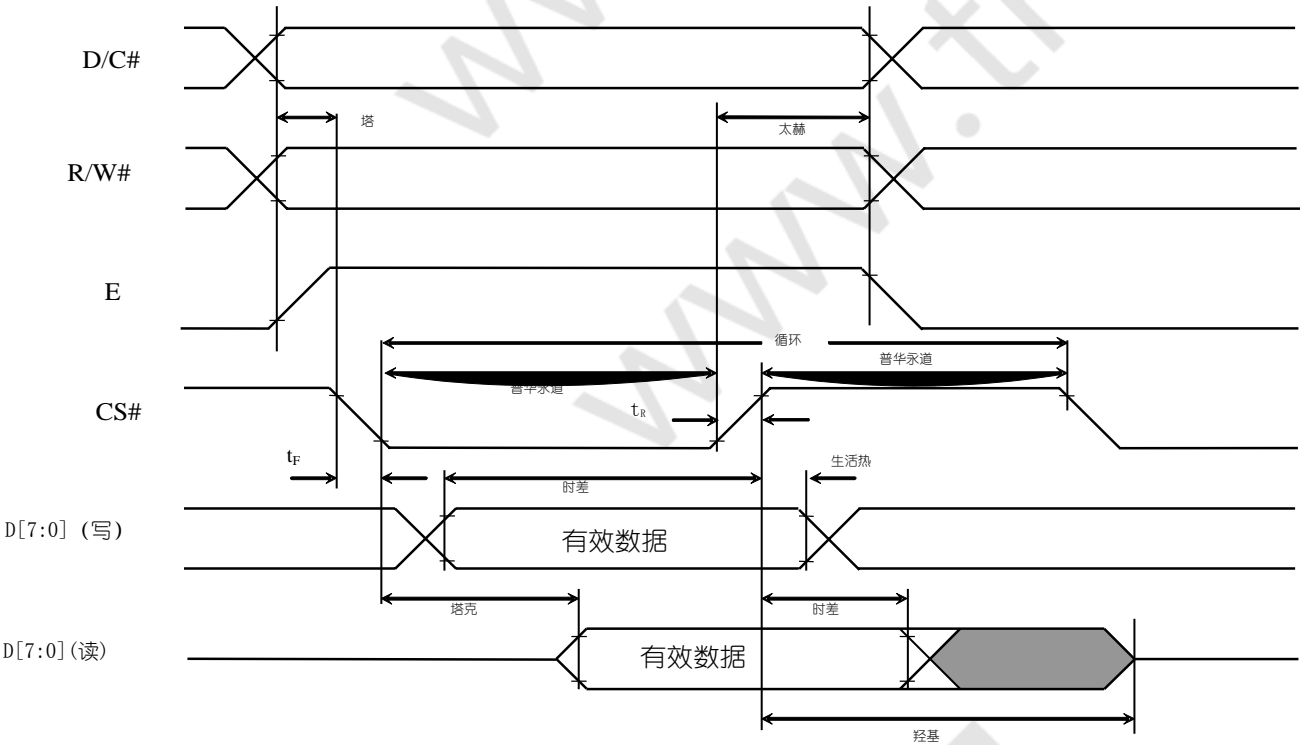 D/C#
塔
太赫
R/W#
E
循环
普华永道
普华永道
CS#
tR
tF
生活热
时差
D[7:0] (写)
有效数据
塔克
时差
D[7:0](读)
有效数据
羟基